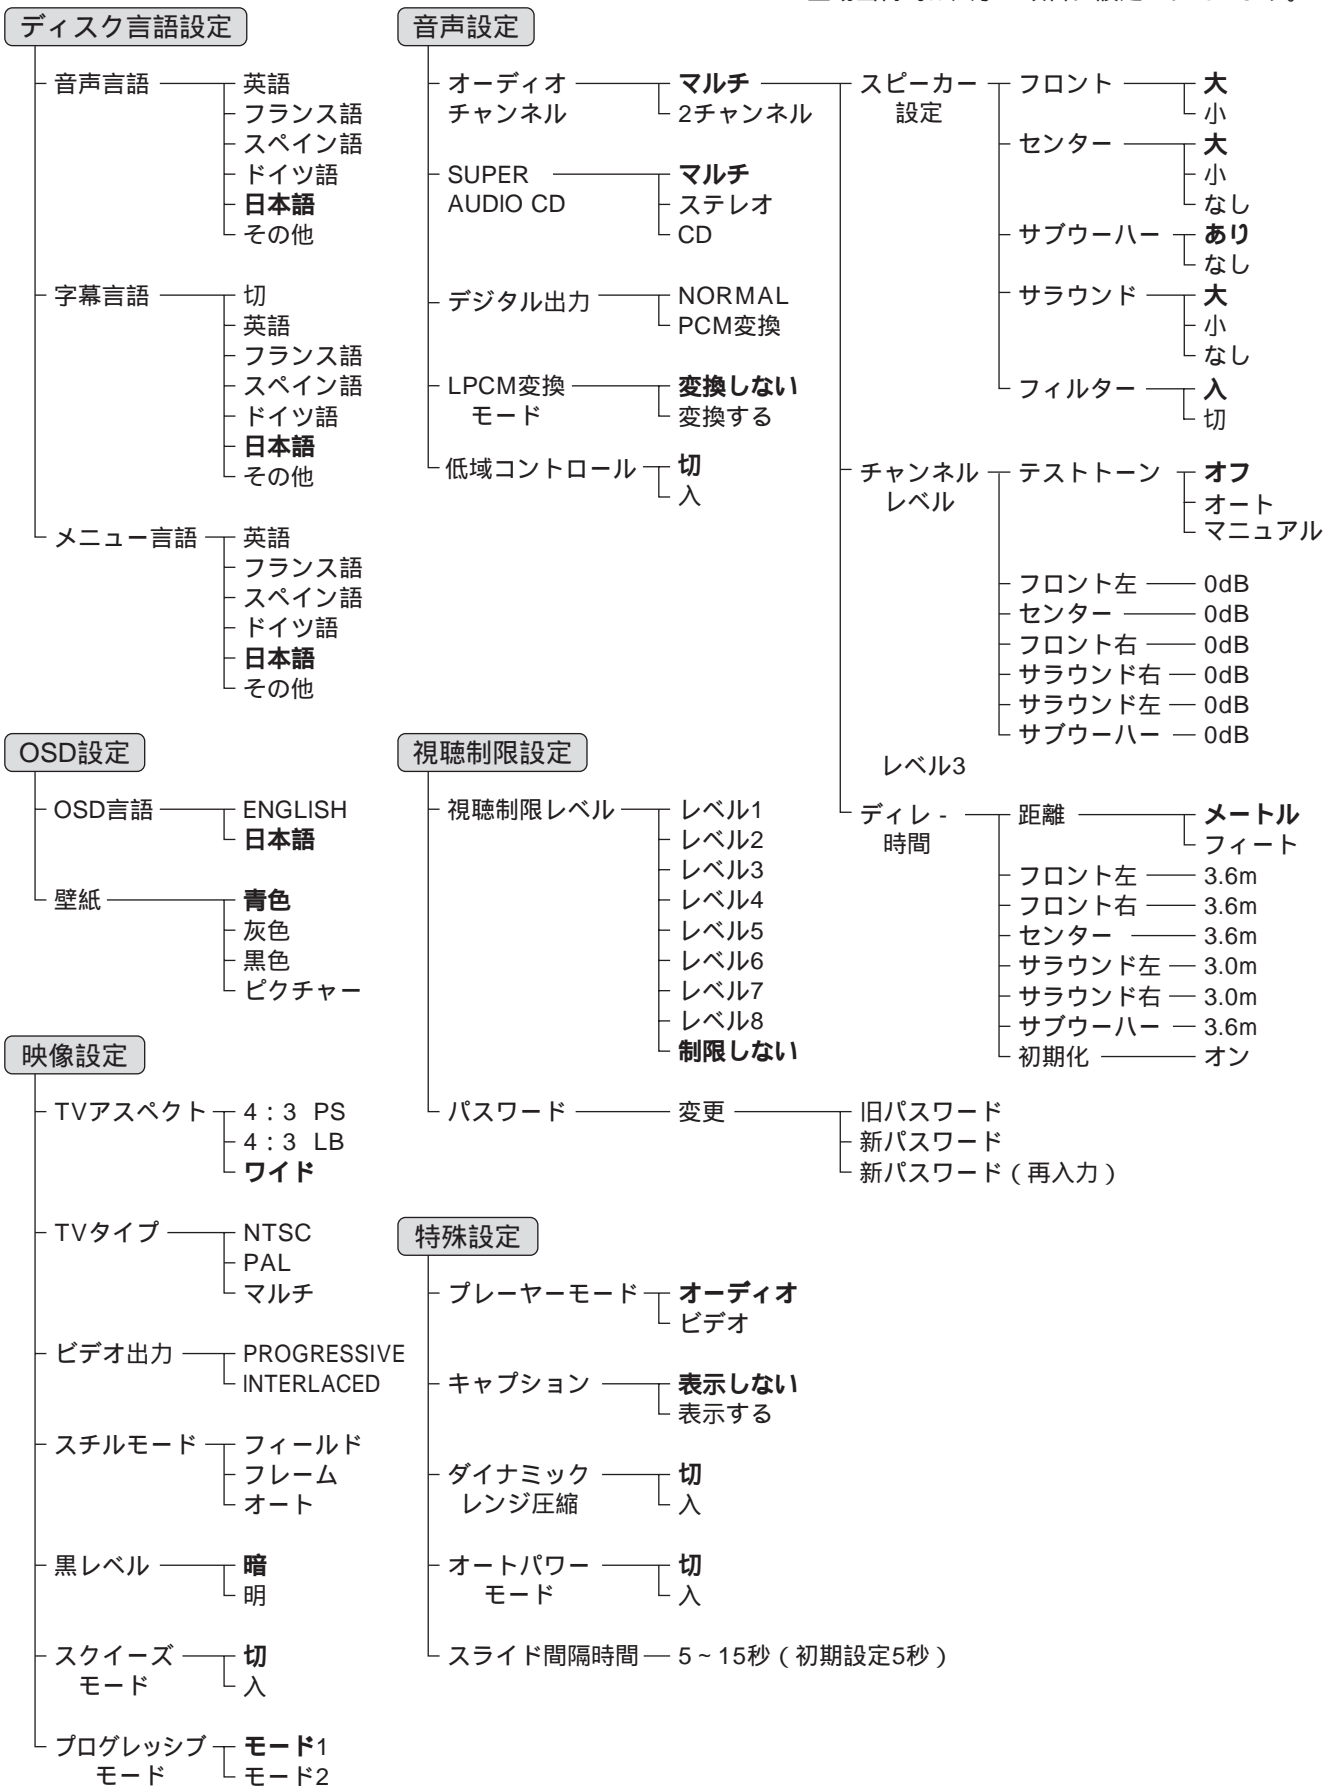 ディスク言語設定
音声言語
英語
フランス語
スペイン語
ドイツ語
日本語
その他
字幕言語
切
英語
フランス語
スペイン語
ドイツ語
日本語
その他
メニュー言語
英語
フランス語
スペイン語
ドイツ語
日本語
その他
OSD設定
OSD言語
ENGLISH
日本語
壁紙
青色
灰色
黒色
ピクチャー
映像設定
TVアスペクト
4：3 PS
4：3 LB
ワイド
TVタイプ
NTSC
PAL
マルチ
ビデオ出力
PROGRESSIVE
INTERLACED
スチルモード
フィールド
フレーム
オート
黒レベル
暗
明
スクイーズ
モード
切
入
プログレッシブ
モード
モード1
モード2
音声設定
オーディオ
チャンネル
マルチ
2チャンネル
スピーカー
設定
フロント
大
小
センター
大
小
なし
サブウーハー
あり
なし
サラウンド
大
小
なし
フィルター
入
切
チャンネル
レベル
テストトーン
オフ
オート
マニュアル
フロント左 0dB
センター 0dB
フロント右 0dB
サラウンド右 0dB
サラウンド左 0dB
サブウーハー 0dB
レベル3
ディレ-
時間
距離
メートル
フィート
フロント左 3.6m
フロント右 3.6m
センター 3.6m
サラウンド左 3.0m
サラウンド右 3.0m
サブウーハー 3.6m
初期化 オン
SUPER
AUDIO CD
マルチ
ステレオ
CD
デジタル出力
NORMAL
PCM変換
LPCM変換
モード
変換しない
変換する
低域コントロール
切
入
視聴制限設定
視聴制限レベル
レベル1
レベル2
レベル3
レベル4
レベル5
レベル6
レベル7
レベル8
制限しない
パスワード
変更
旧パスワード
新パスワード
新パスワード（再入力）
特殊設定
プレーヤーモード
オーディオ
ビデオ
キャプション
表示しない
表示する
ダイナミック
レンジ圧縮
切
入
オートパワー
モード
切
入
スライド間隔時間
5～15秒（初期設定5秒）